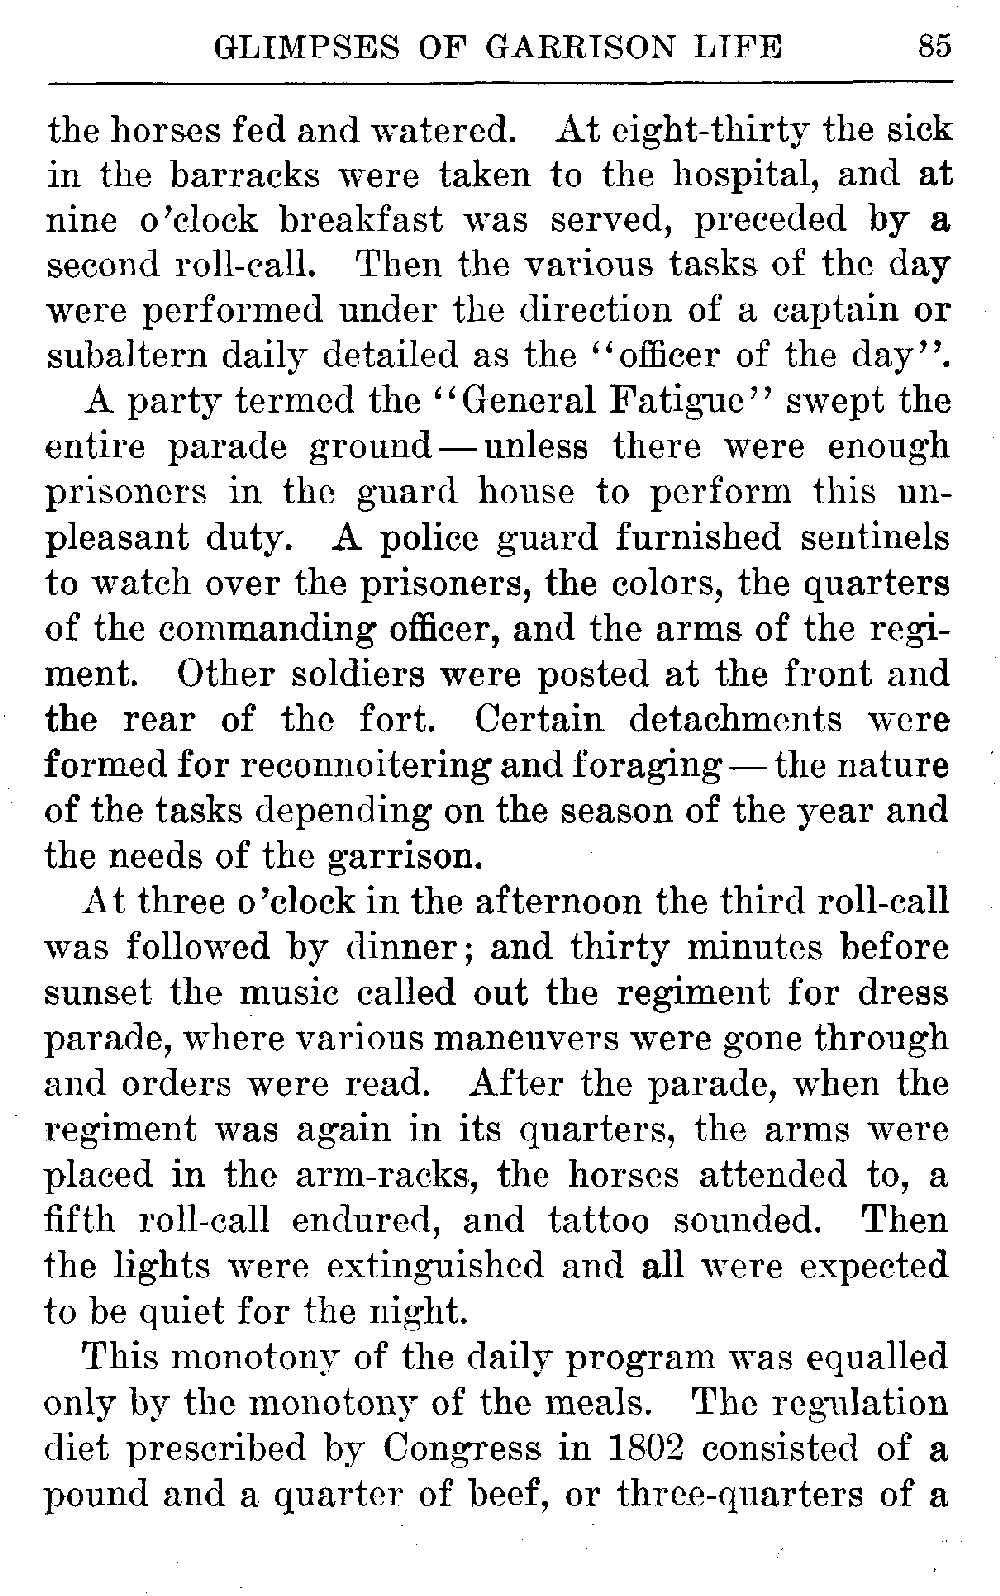 GLIMPSES OF GARRISON LIFE 85
the horses fed and watered. At eight-thirty the sick
in the barracks were taken to the hospital, and at
nine o'clock breakfast was served, preceded by a
second roll-call. Then the various tasks of the day
were performed under the direction of a captain or
subaltern daily detailed as the "officer of the day".
A party termed the "General Fatigue" swept the
entire parade ground—unless there were enough
prisoners in the guard house to perform this un-
pleasant duty. A police guard furnished sentinels
to watch over the prisoners, the colors, the quarters
of the commanding officer, and the arms of the regi-
ment. Other soldiers were posted at the front and
the rear of the fort. Certain detachments were
formed for reconnoitering and foraging—the nature
of the tasks depending on the season of the year and
the needs of the garrison.
At three o'clock in the afternoon the third roll-call
was followed by dinner; and thirty minutes before
sunset the music called out the regiment for dress
parade, where various maneuvers were gone through
and orders were read. After the parade, when the
regiment was again in its quarters, the arms were
placed in the arm-racks, the horses attended to, a
fifth roll-call endured, and tattoo sounded. Then
the lights were extinguished and all were expected
to be quiet for the night.
This monotony of the daily program was equalled
only by the monotony of the meals. The regulation
diet prescribed by Congress in 1802 consisted of a
pound and a quarter of beef, or three-quarters of a